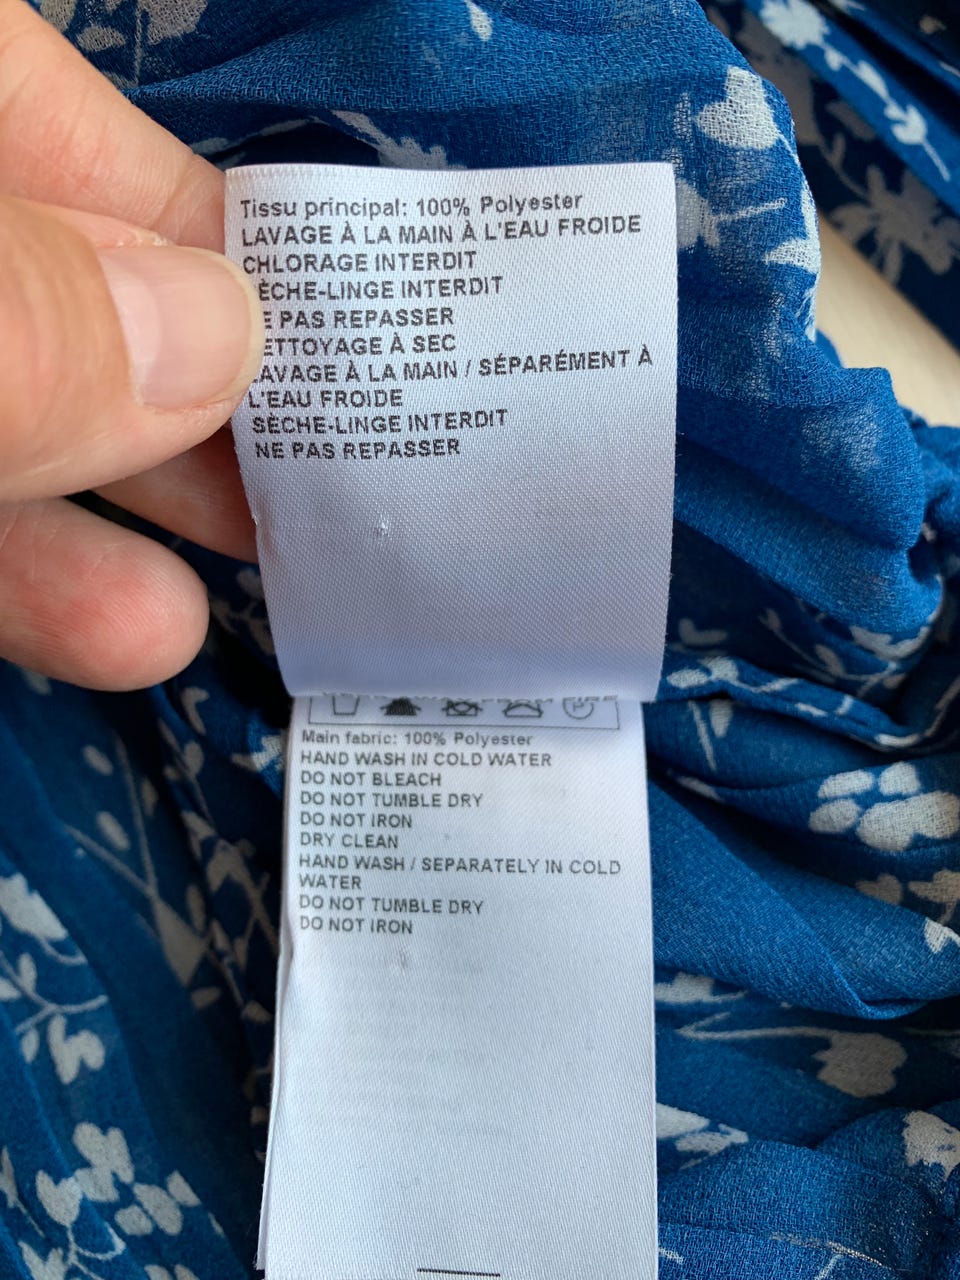 Tissu principal: 100% Polyester
LAVAGE À LA MAIN À L'EAU FROIDE
CHLORAGE INTERDIT
ÈCHE-LINGE INTERDIT
E PAS REPASSER
ETTOYAGE À SEC
AVAGE À LA MAIN / SÉPARÉMENT À
L'EAU FROIDE
SÈCHE-LINGE INTERDIT
NE PAS REPASSER
Main fabric: 100% Polyester
HAND WASH IN COLD WATER
DO NOT BLEACH
DO NOT TUMBLE DRY
DO NOT IRON
DRY CLEAN
HAND WASH / SEPARATELY IN COLD
WATER
DO NOT TUMBLE DRY
DO NOT IRON